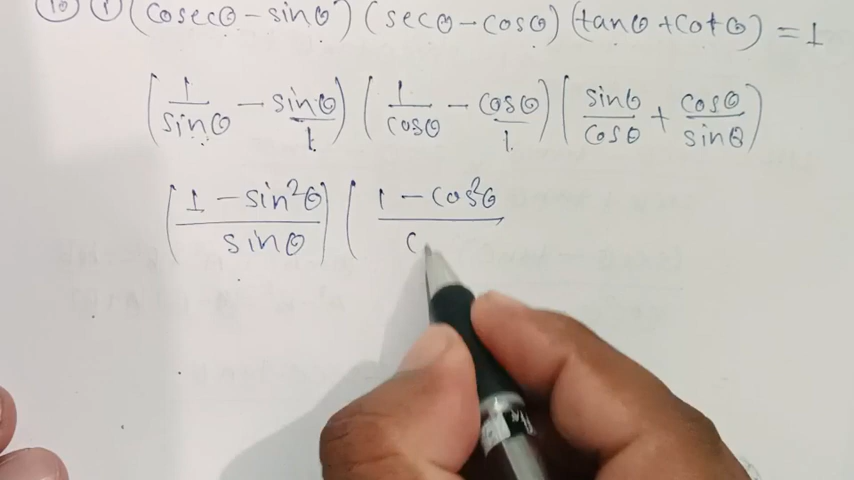 (10) (i) (cosecθ - sinθ) (secθ - cosθ) (tanθ + cotθ) = 1
(1/sinθ - sinθ/1) (1/cosθ - cosθ/1) (sinθ/cosθ + cosθ/sinθ)
(1 - sin²θ/sinθ) (1 - cos²θ/c